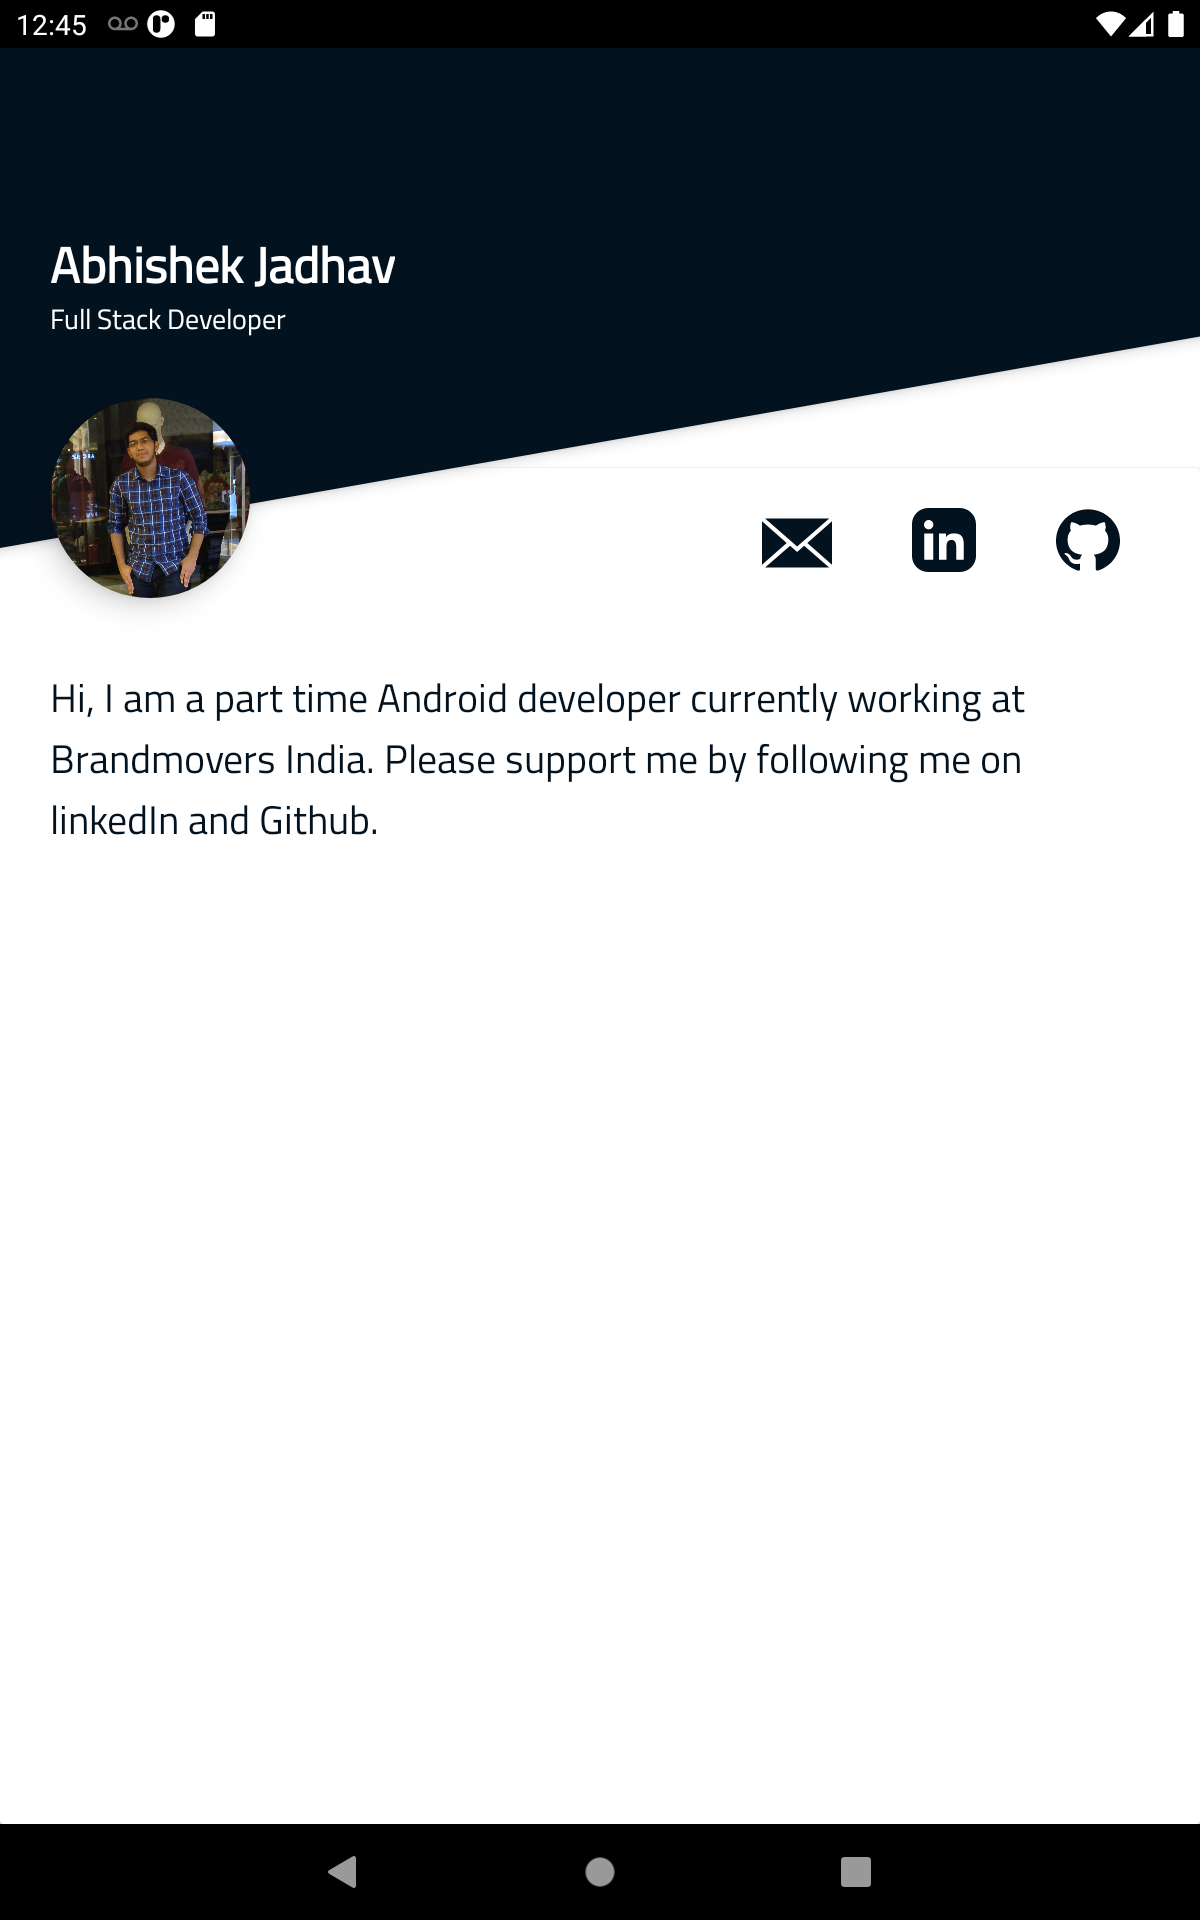 12:45
Abhishek Jadhav
Full Stack Developer
in
Hi, I am a part time Android developer currently working at
Brandmovers India. Please support me by following me on
linkedIn and Github.